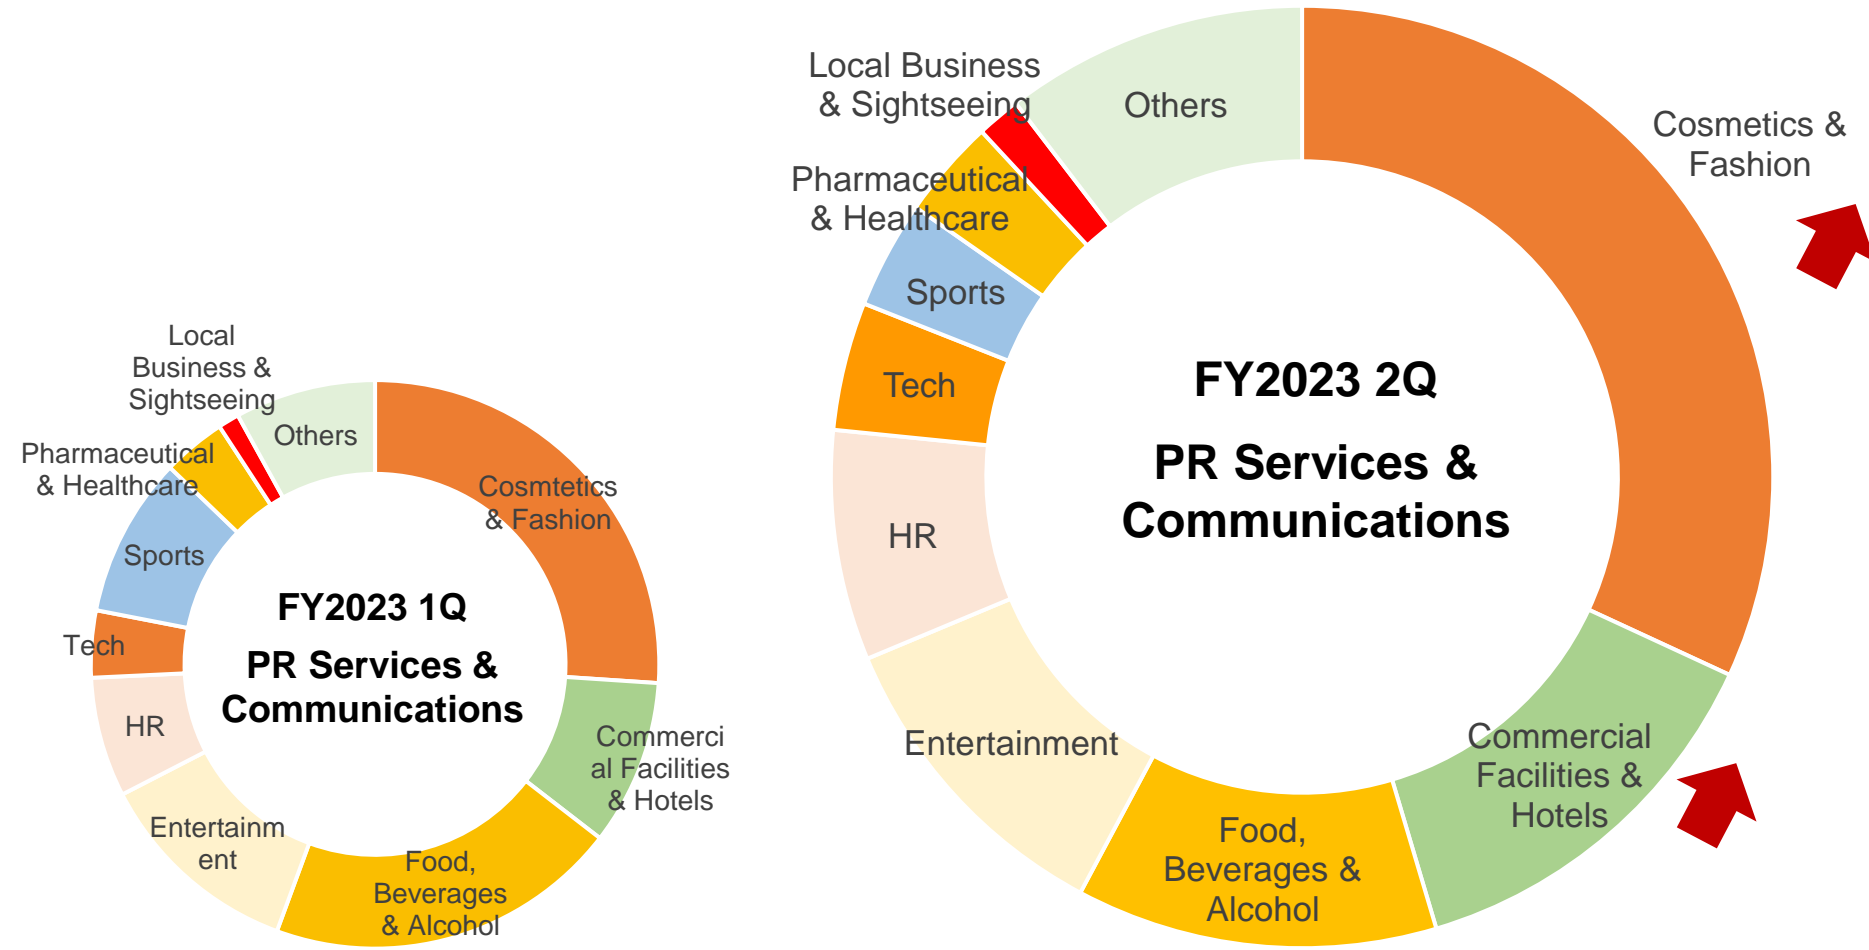 Local
Business &
Sightseeing
Others
Pharmaceutical
& Healthcare
Cosmtetics
& Fashion
Sports
FY2023 1Q
PR Services &
Communications
Tech
HR
Commerci
al Facilities
& Hotels
Entertainm
ent
Food,
Beverages
& Alcohol
Local Business
& Sightseeing
Others
Cosmetics &
Fashion
Pharmaceutical
& Healthcare
Sports
Tech
FY2023 2Q
PR Services &
Communications
HR
Entertainment
Commercial
Facilities &
Hotels
Food,
Beverages &
Alcohol